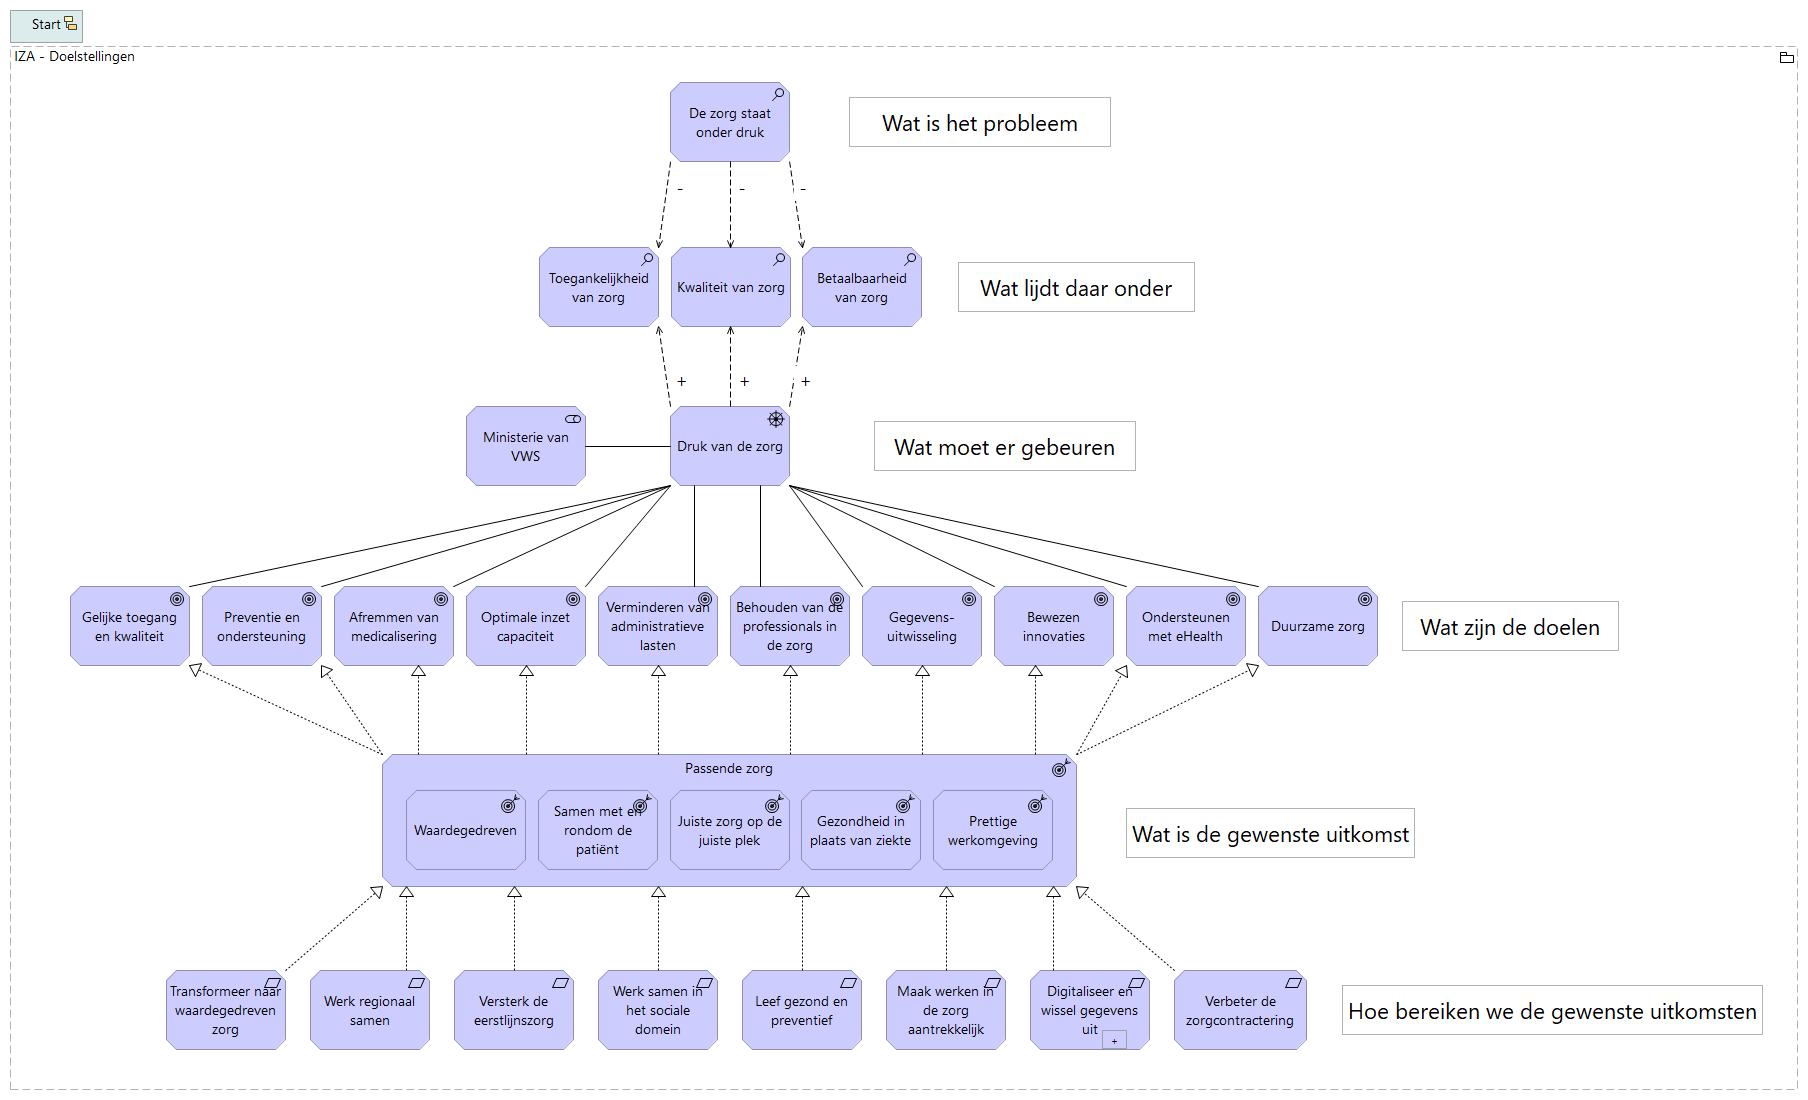 Start
IZA - Doelstellingen
De zorg staat
onder druk
Wat is het probleem
-
-
-
Toegankelijkheid
van zorg
Kwaliteit van zorg
Betaalbaarheid
van zorg
Wat lijdt daar onder
+
+
+
Ministerie van
VWS
Druk van de zorg
Wat moet er gebeuren
Gelijke toegang
en kwaliteit
Preventie en
ondersteuning
Afremmen van
medicalisering
Optimale inzet
capaciteit
Verminderen van
administratieve
lasten
Behouden van de
professionals in
de zorg
Gegevens-
uitwisseling
Bewezen
innovaties
Ondersteunen
met eHealth
Duurzame zorg
Wat zijn de doelen
Passende zorg
Waardegedreven
Samen met en
rondom de
patiënt
Juiste zorg op de
juiste plek
Gezondheid in
plaats van ziekte
Prettige
werkomgeving
Wat is de gewenste uitkomst
Transformeer naar
waardegedreven
zorg
Werk regionaal
samen
Versterk de
eerstlijnszorg
Werk samen in
het sociale
domein
Leef gezond en
preventief
Maak werken in
de zorg
aantrekkelijk
Digitaliseer en
wissel gegevens
uit
+
Verbeter de
zorgcontractering
Hoe bereiken we de gewenste uitkomsten